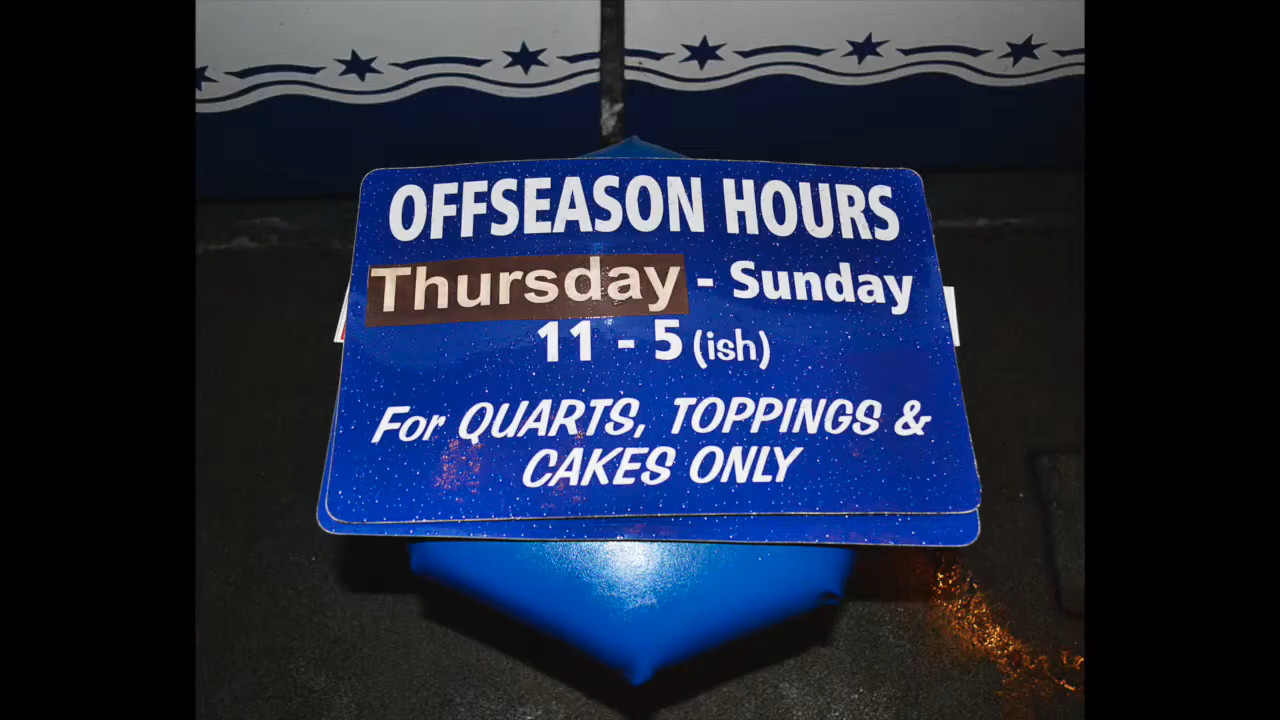 OFFSEASON HOURS
Thursday - Sunday
11 - 5 (ish)
For QUARTS, TOPPINGS &
CAKES ONLY